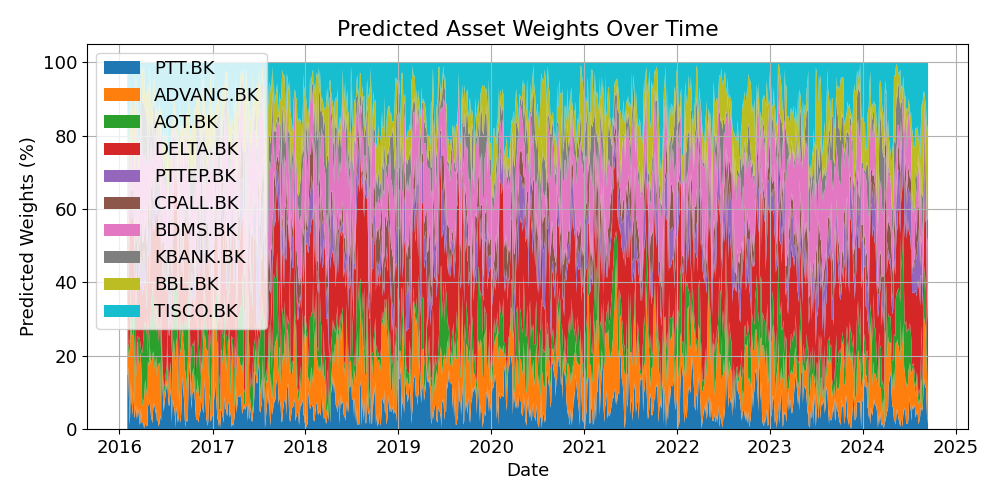 Predicted Asset Weights Over Time
Predicted Weights (%)
100
80
60
40
20
0
PTT.BK
ADVANC.BK
AOT.BK
DELTA.BK
PTTEP.BK
CPALL.BK
BDMS.BK
KBANK.BK
BBL.BK
TISCO.BK
2016 2017 2018 2019 2020 2021 2022 2023 2024 2025
Date